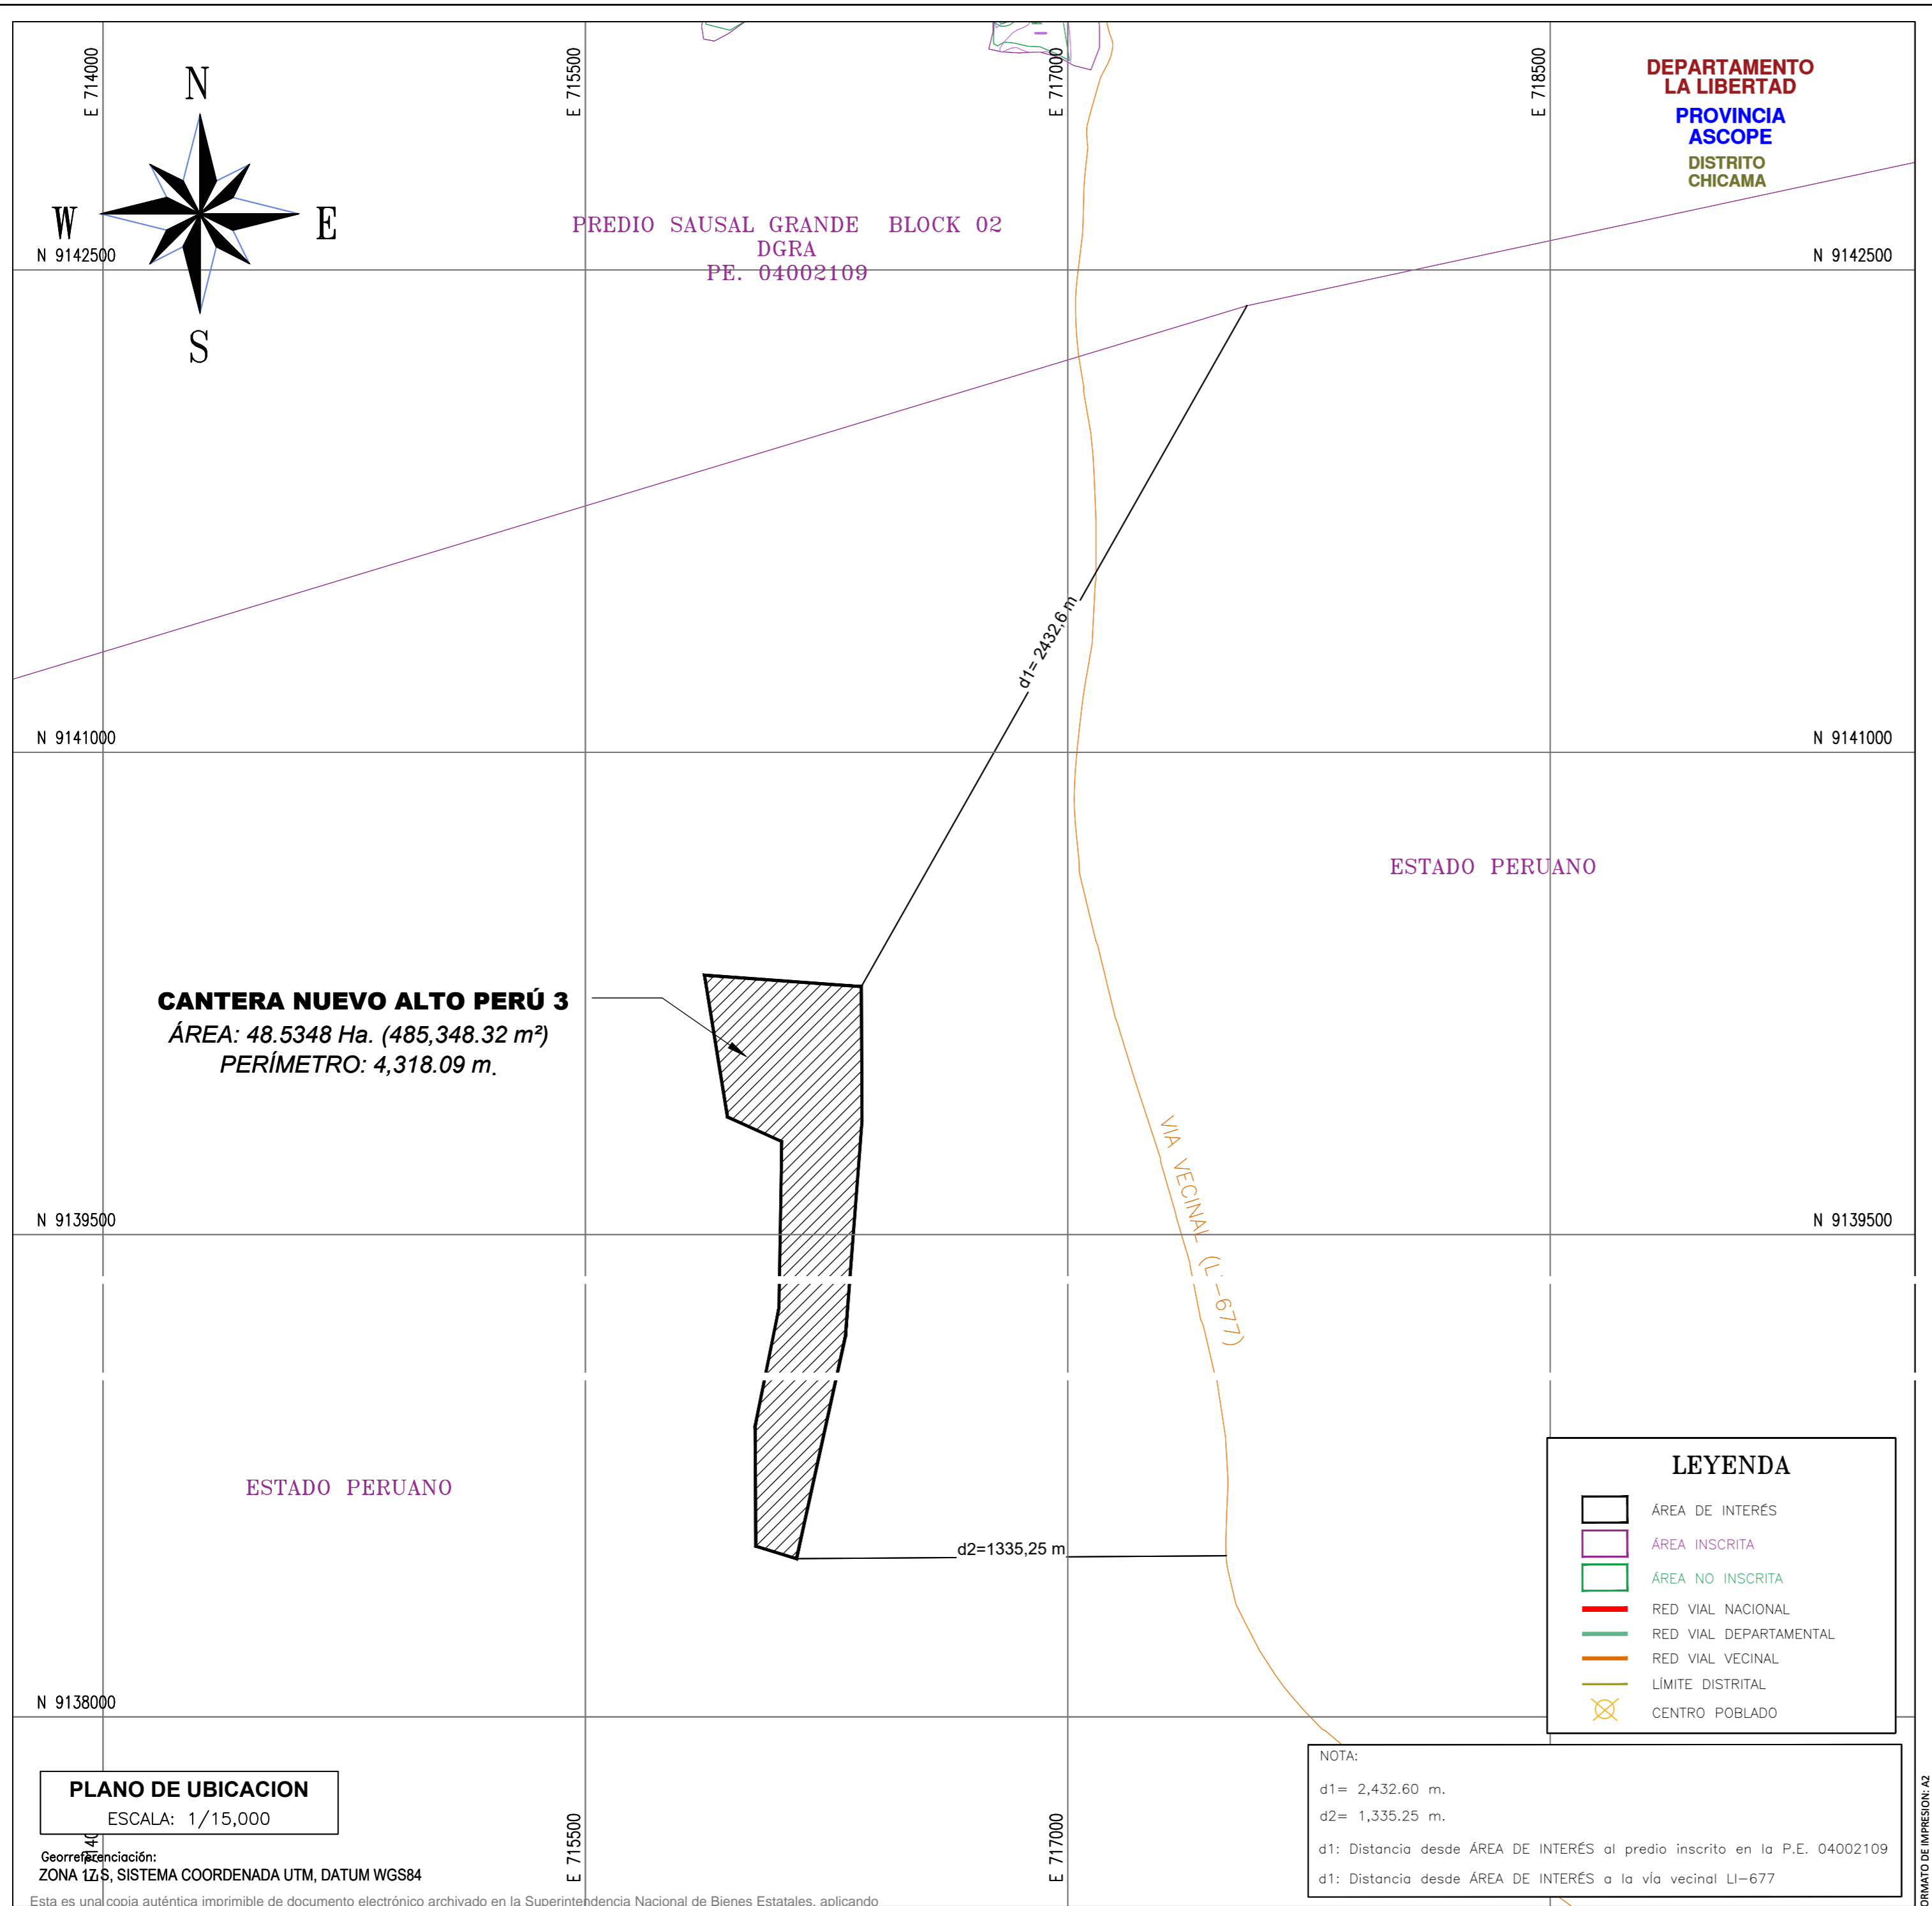 E 714000
E 715500
E 717000
E 718500
DEPARTAMENTO
LA LIBERTAD
PROVINCIA
ASCOPE
DISTRITO
CHICAMA
N
W
E
S
PREDIO SAUSAL GRANDE BLOCK 02
DGRA
PE. 04002109
N 9142500
N 9142500
d1= 2432,6 m
N 9141000
N 9141000
ESTADO PERUANO
CANTERA NUEVO ALTO PERÚ 3
ÁREA: 48.5348 Ha. (485,348.32 m²)
PERÍMETRO: 4,318.09 m.
VIA VECINAL (LI-677)
N 9139500
N 9139500
ESTADO PERUANO
d2=1335,25 m
LEYENDA
ÁREA DE INTERÉS
ÁREA INSCRITA
ÁREA NO INSCRITA
RED VIAL NACIONAL
RED VIAL DEPARTAMENTAL
RED VIAL VECINAL
LÍMITE DISTRITAL
CENTRO POBLADO
N 9138000
PLANO DE UBICACION
ESCALA: 1/15,000
E 715500
E 717000
NOTA:
d1= 2,432.60 m.
d2= 1,335.25 m.
d1: Distancia desde ÁREA DE INTERÉS al predio inscrito en la P.E. 04002109
d1: Distancia desde ÁREA DE INTERÉS a la vía vecinal LI-677
Georreferenciación:
ZONA 17 S, SISTEMA COORDENADA UTM, DATUM WGS84
Esta es una copia auténtica imprimible de documento electrónico archivado en la Superintendencia Nacional de Bienes Estatales, aplicando
ORMATO DE IMPRESION: A2